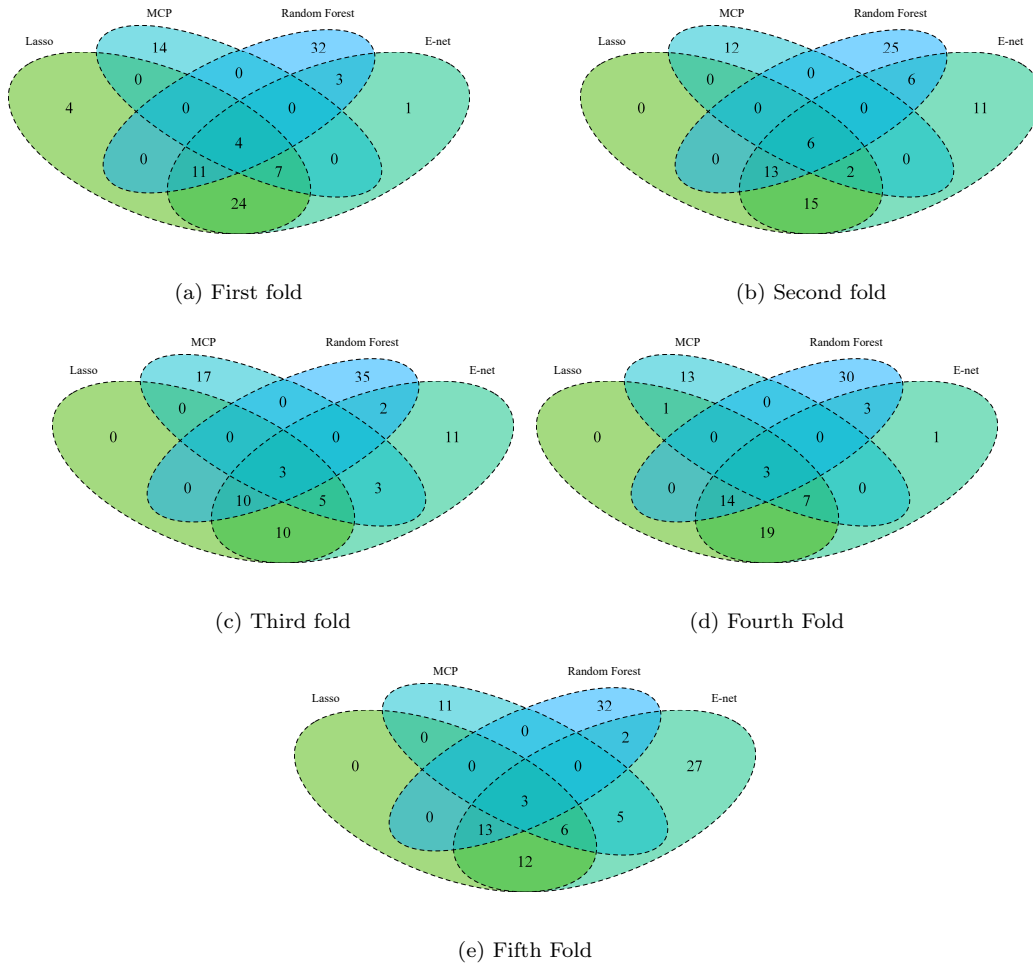 MCP Random Forest
Lasso E-net
14 32
0 0 3
4 0 0 1
4
0 11 7 0
24
(a) First fold
MCP Random Forest
Lasso E-net
12 25
0 0 6
0 0 0 11
6
0 13 2 0
15
(b) Second fold
MCP Random Forest
Lasso E-net
17 35
0 0 2
0 0 0 11
3
0 10 5 3
10
(c) Third fold
MCP Random Forest
Lasso E-net
13 30
1 0 3
0 0 0 1
3
0 14 7 0
19
(d) Fourth Fold
MCP Random Forest
Lasso E-net
11 32
0 0 2
0 0 0 27
3
0 13 6 5
12
(e) Fifth Fold